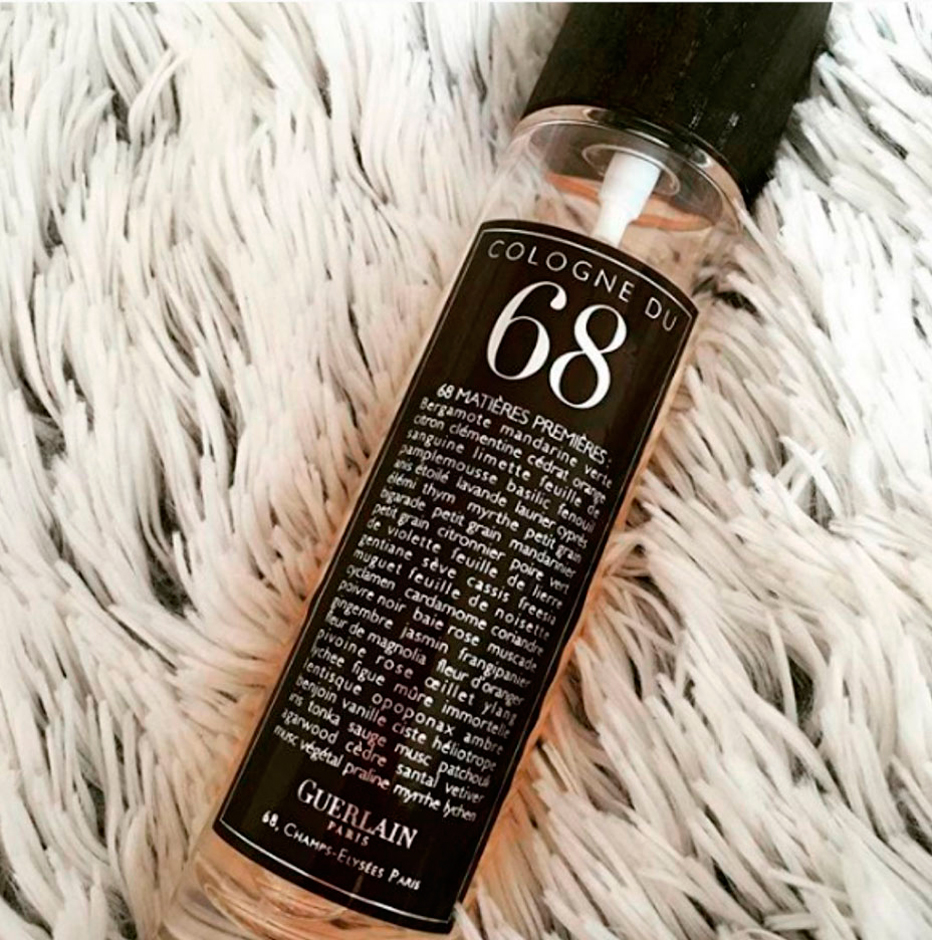 COLOGNE DU
68
68 MATIÈRES PREMIÈRES:
Bergamote mandarine verte
citron clémentine cédrat orange
sanguine limette feuille de
pamplemousse basilic fenouil
anis étoilé lavande laurier cyprès
élémi thym myrrhe petit grain
bigarade petit grain mandarinier
petit grain citronnier poire vert
de violette feuille de lierre
gentiane sève cassis freesia
muguet feuille de noisette
cyclamen cardamome coriandre
poivre noir baie rose muscade
gingembre jasmin frangipanier
fleur de magnolia fleur d'oranger
pivoine rose œillet ylang
lychee figue mûre immortelle
lentisque opoponax ambre
benjoin vanille ciste héliotrope
iris tonka sauge musc patchouli
agarwood cèdre santal vetiver
musc végétal praline myrrhe lychen
GUERLAIN
PARIS
68, CHAMPS-ELYSÉES PARIS